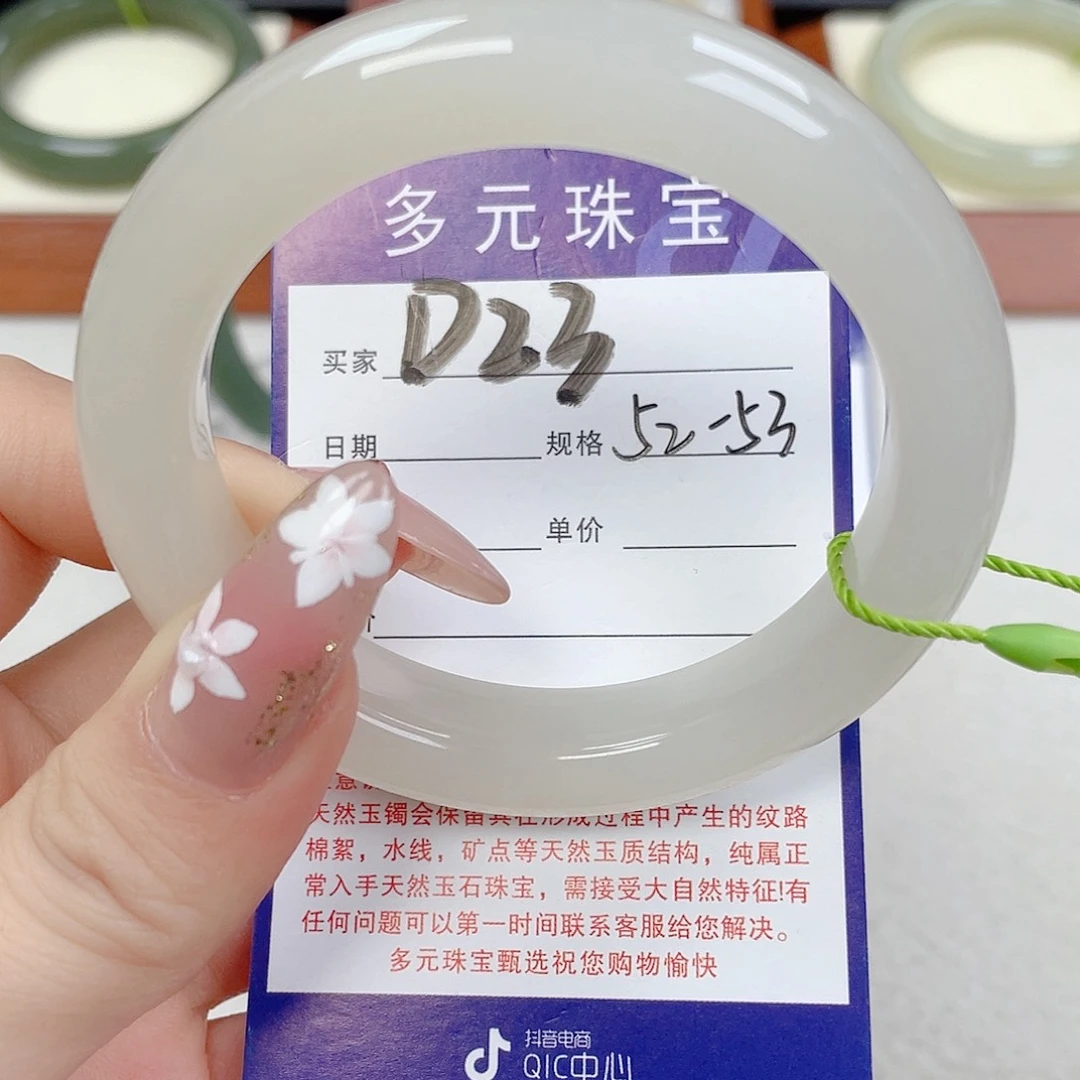 多元珠宝
买家 D23
日期 规格 52-53
单价
天然玉镯会保留其在形成过程中产生的纹路
棉絮，水线，矿点等天然玉质结构，纯属正
常入手天然玉石珠宝，需接受大自然特征!有
任何问题可以第一时间联系客服给您解决。
多元珠宝甄选祝您购物愉快
抖音电商
QIC中心